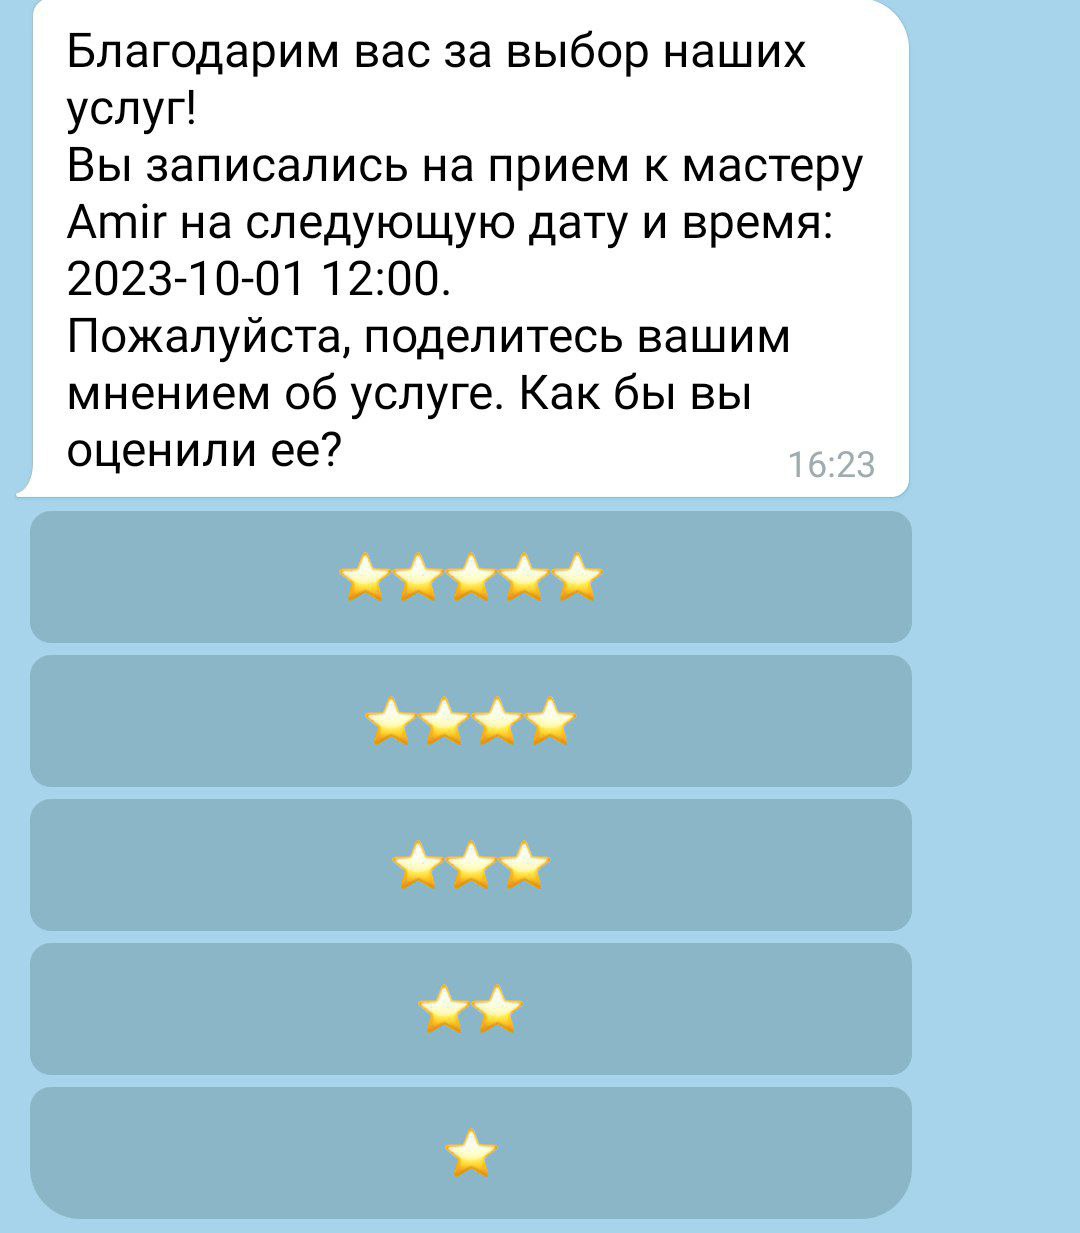 Благодарим вас за выбор наших
услуг!
Вы записались на прием к мастеру
Amir на следующую дату и время:
2023-10-01 12:00.
Пожалуйста, поделитесь вашим
мнением об услуге. Как бы вы
оценили ее?
16:23